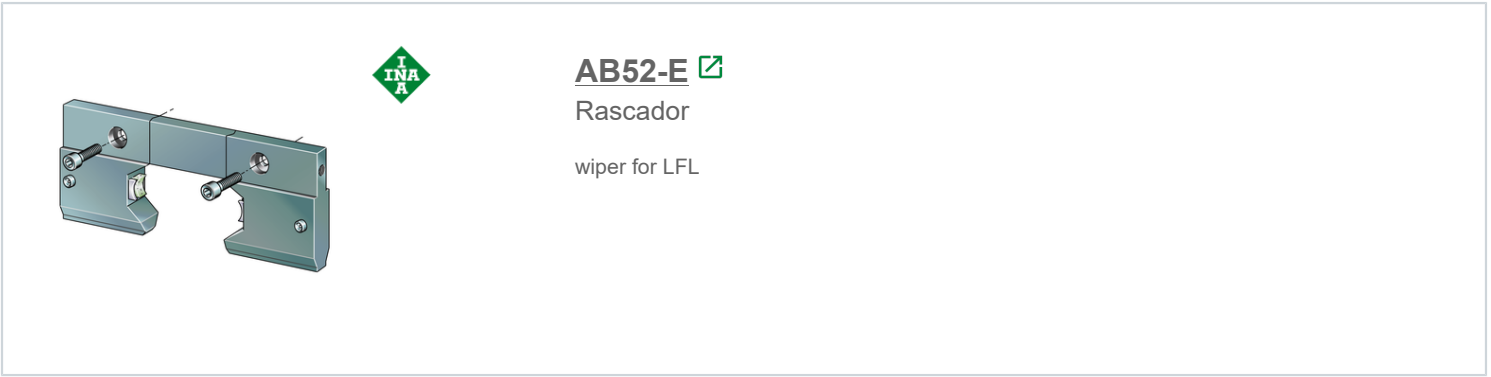 I
INA
A
AB52-E
Rascador
wiper for LFL